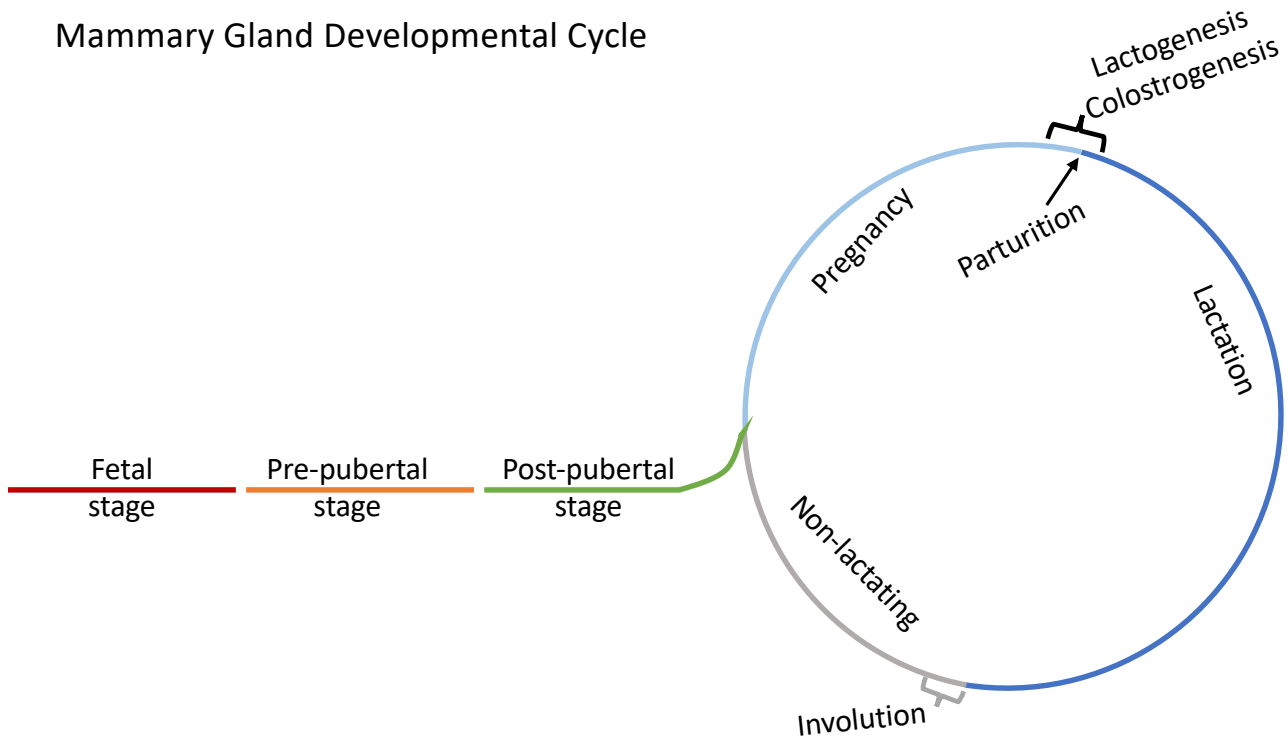 Mammary Gland Developmental Cycle
Lactogenesis
Colostrogenesis
Pregnancy
Parturition
Lactation
Fetal
stage
Pre-pubertal
stage
Post-pubertal
stage
Non-lactating
Involution